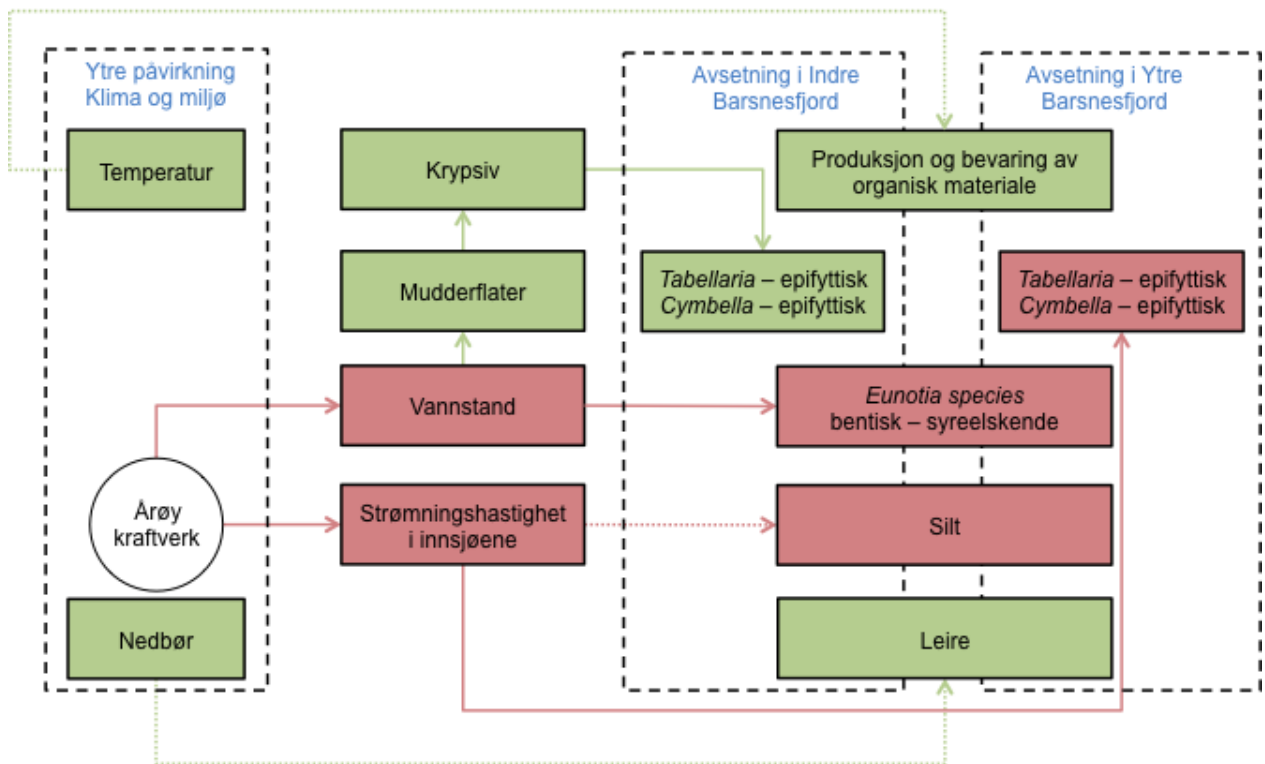 Ytre påvirkning
Klima og miljø
Temperatur
Årøy
kraftverk
Nedbør
Krypsiv
Mudderflater
Vannstand
Strømningshastighet
i innsjøene
Avsetning i Indre
Barsnesfjord
Avsetning i Ytre
Barsnesfjord
Produksjon og bevaring av
organisk materiale
Tabellaria – epifyttisk
Cymbella – epifyttisk
Tabellaria – epifyttisk
Cymbella – epifyttisk
Eunotia species
bentisk – syreelskende
Silt
Leire